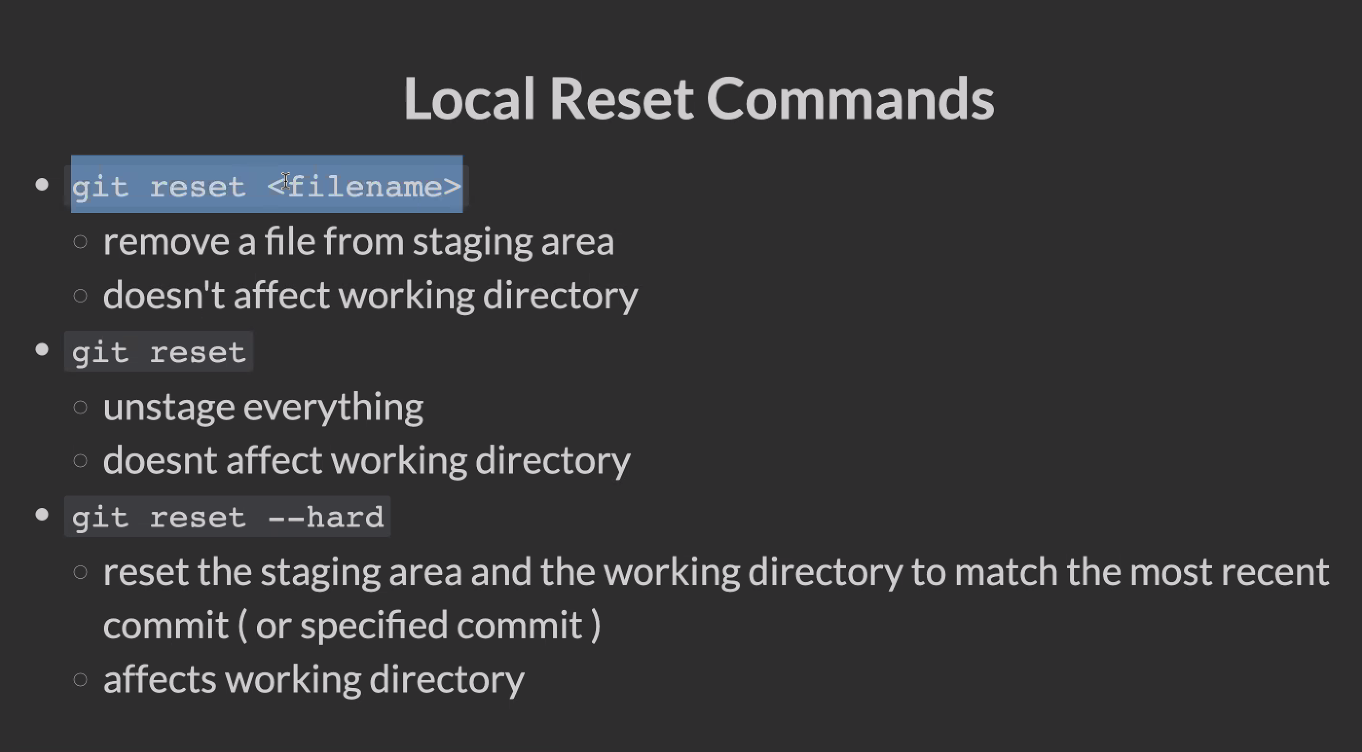 Local Reset Commands
git reset <filename>
remove a file from staging area
doesn't affect working directory
git reset
unstage everything
doesnt affect working directory
git reset --hard
reset the staging area and the working directory to match the most recent
commit ( or specified commit )
affects working directory